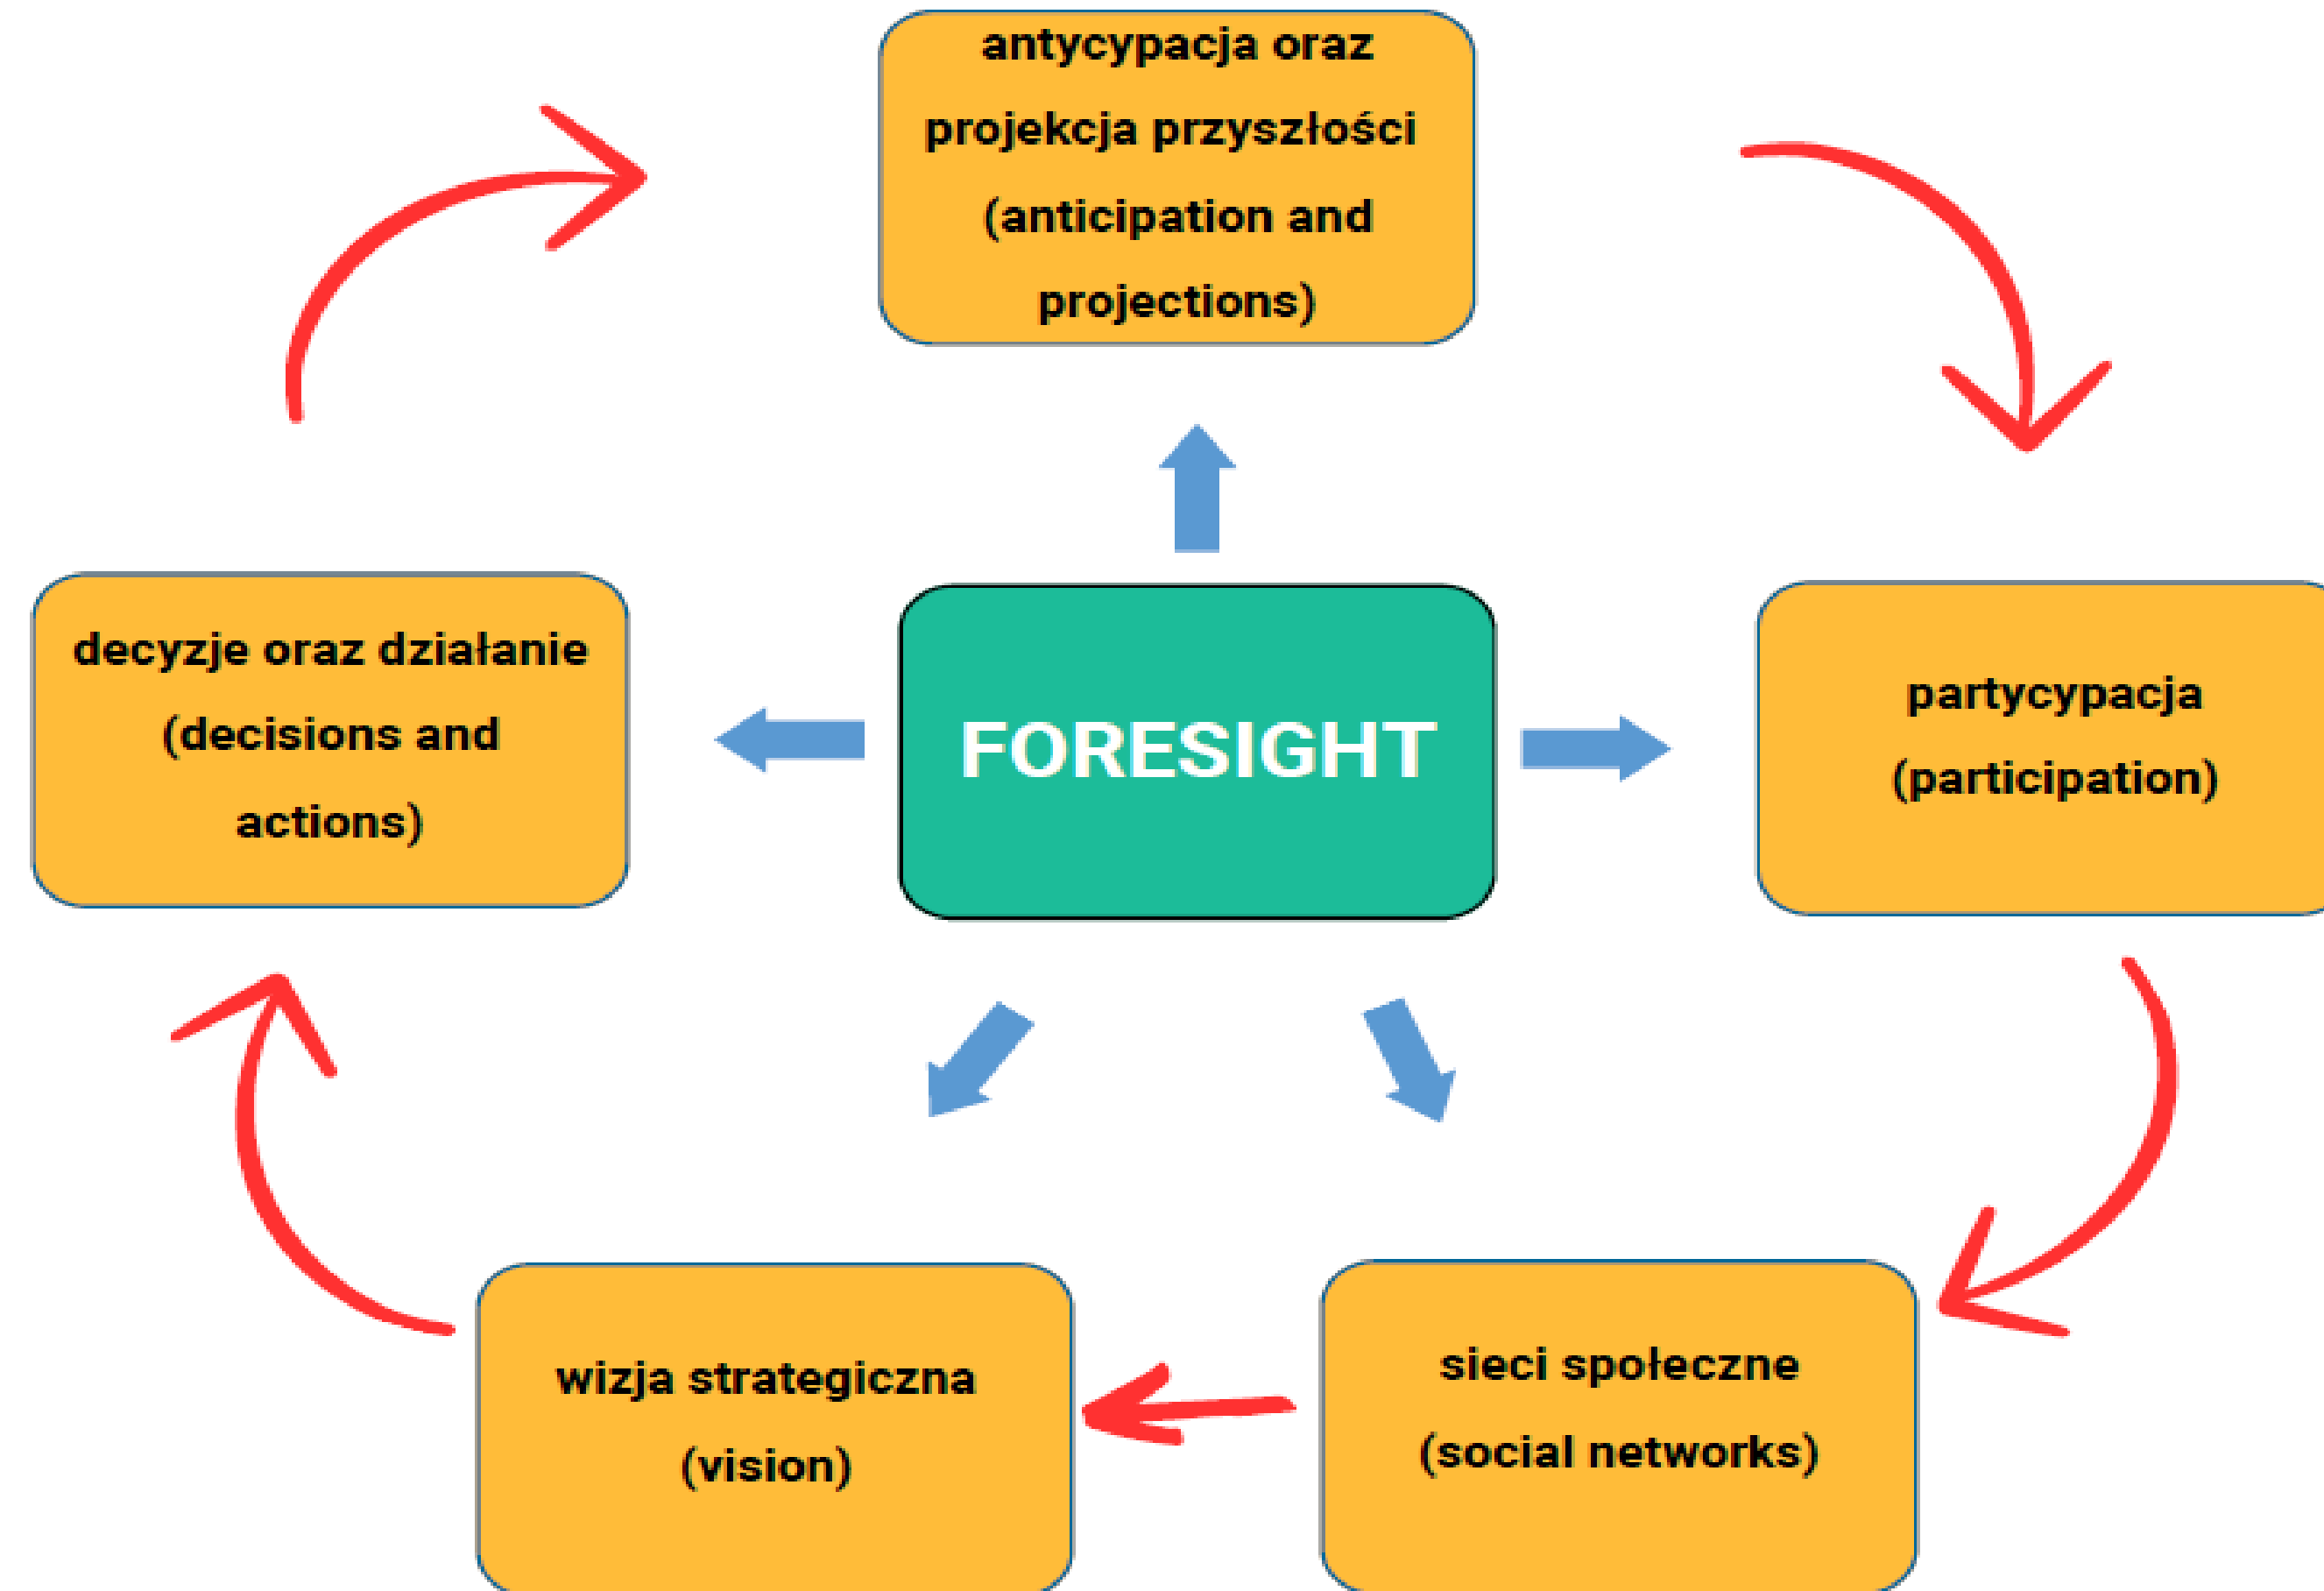 antycypacja oraz
projekcja przyszłości
(anticipation and
projections)
decyzje oraz działanie
(decisions and
actions)
FORESIGHT
partycypacja
(participation)
wizja strategiczna
(vision)
sieci społeczne
(social networks)